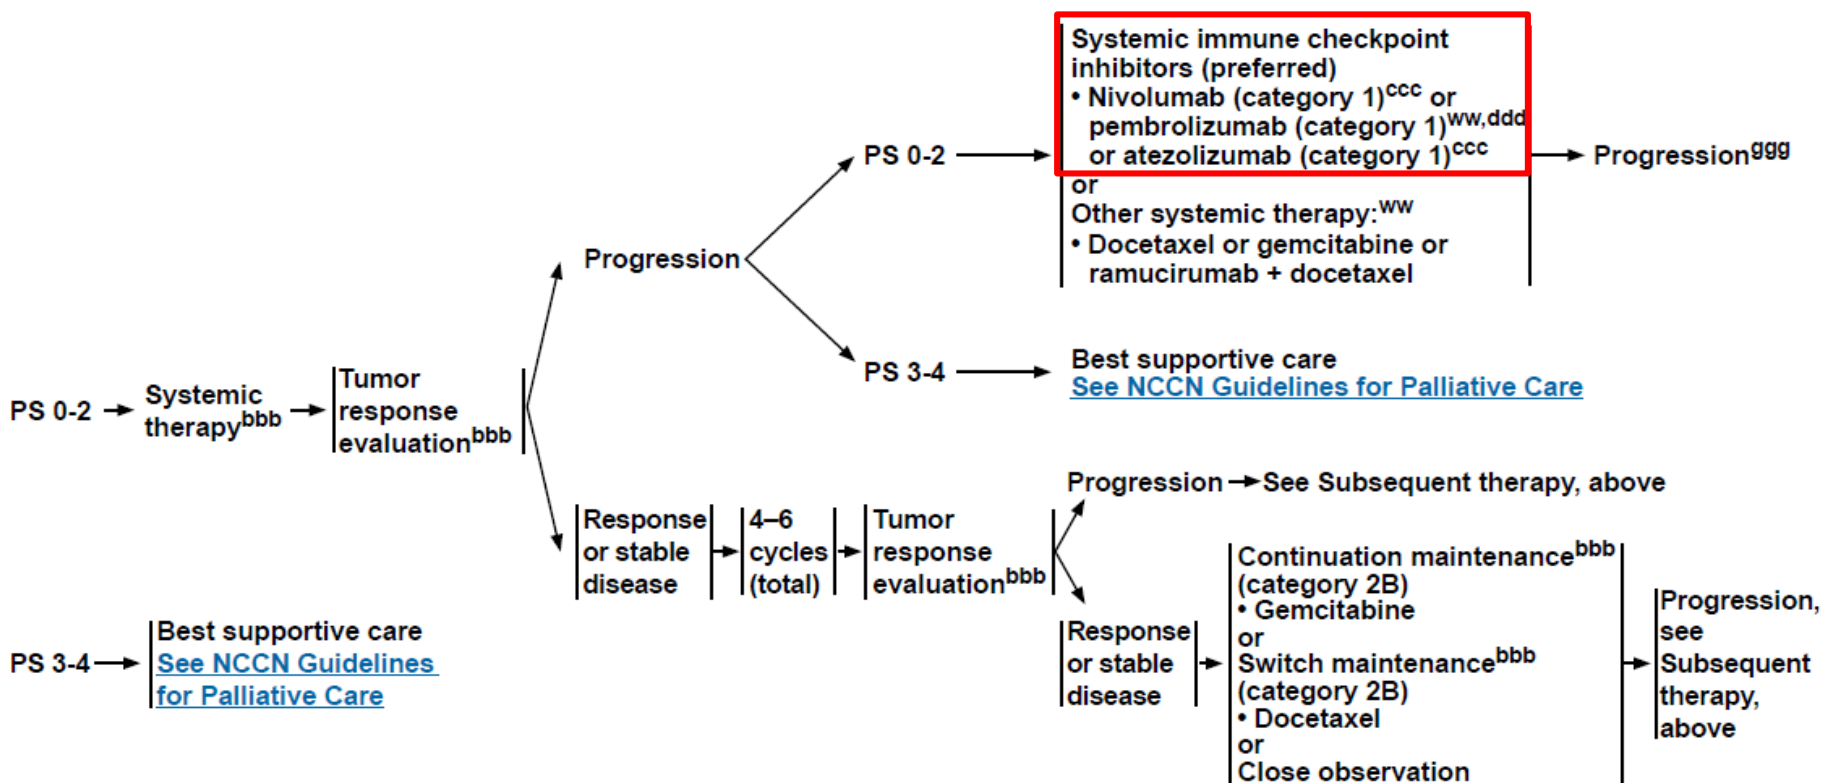 Systemic immune checkpoint
inhibitors (preferred)
• Nivolumab (category 1)ccc or
pembrolizumab (category 1)ww,ddd
or atezolizumab (category 1)ccc
or
Other systemic therapy:ww
• Docetaxel or gemcitabine or
ramucirumab + docetaxel
PS 0-2
Progressionggg
Progression
PS 3-4
Best supportive care
See NCCN Guidelines for Palliative Care
PS 0-2
Systemic
therapybbb
Tumor
response
evaluationbbb
Response
or stable
disease
4–6
cycles
(total)
Tumor
response
evaluationbbb
Progression
See Subsequent therapy, above
Response
or stable
disease
Continuation maintenancebbb
(category 2B)
• Gemcitabine
or
Switch maintenancebbb
(category 2B)
• Docetaxel
or
Close observation
Progression,
see
Subsequent
therapy,
above
PS 3-4
Best supportive care
See NCCN Guidelines
for Palliative Care